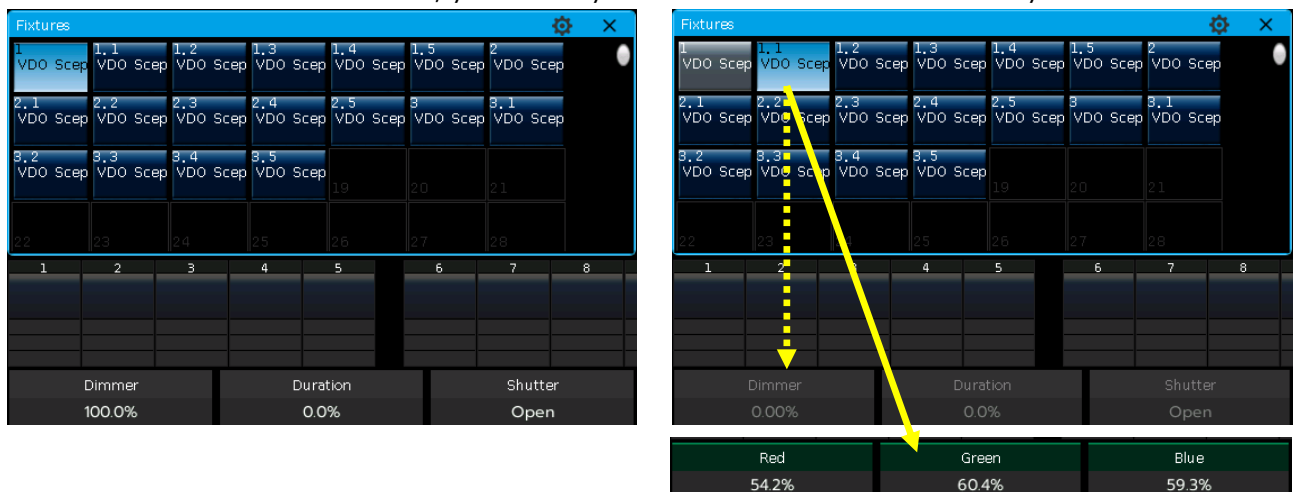 Fixtures
1 1.1 1.2 1.3 1.4 1.5 2
VDO Scep VDO Scep VDO Scep VDO Scep VDO Scep VDO Scep VDO Scep
2.1 2.2 2.3 2.4 2.5 3 3.1
VDO Scep VDO Scep VDO Scep VDO Scep VDO Scep VDO Scep VDO Scep
3.2 3.3 3.4 3.5
VDO Scep VDO Scep VDO Scep VDO Scep
19 20 21
22 23 24 25 26 27 28
1 2 3 4 5 6 7 8
Dimmer Duration Shutter
100.0% 0.0% Open
Fixtures
1 1.1 1.2 1.3 1.4 1.5 2
VDO Scep VDO Scep VDO Scep VDO Scep VDO Scep VDO Scep VDO Scep
2.1 2.2 2.3 2.4 2.5 3 3.1
VDO Scep VDO Scep VDO Scep VDO Scep VDO Scep VDO Scep VDO Scep
3.2 3.3 3.4 3.5
VDO Scep VDO Scep VDO Scep VDO Scep
19 20 21
22 23 25 26 27 28
1 2 3 4 5 6 7 8
Dimmer Duration Shutter
0.00% 0.0% Open
Red Green Blue
54.2% 60.4% 59.3%